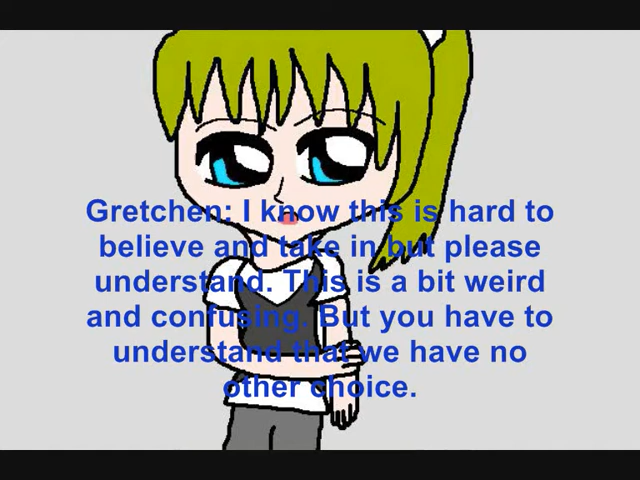 Gretchen: I know this is hard to
believe and take in but please
understand. This is a bit weird
and confusing. But you have to
understand that we have no
other choice.